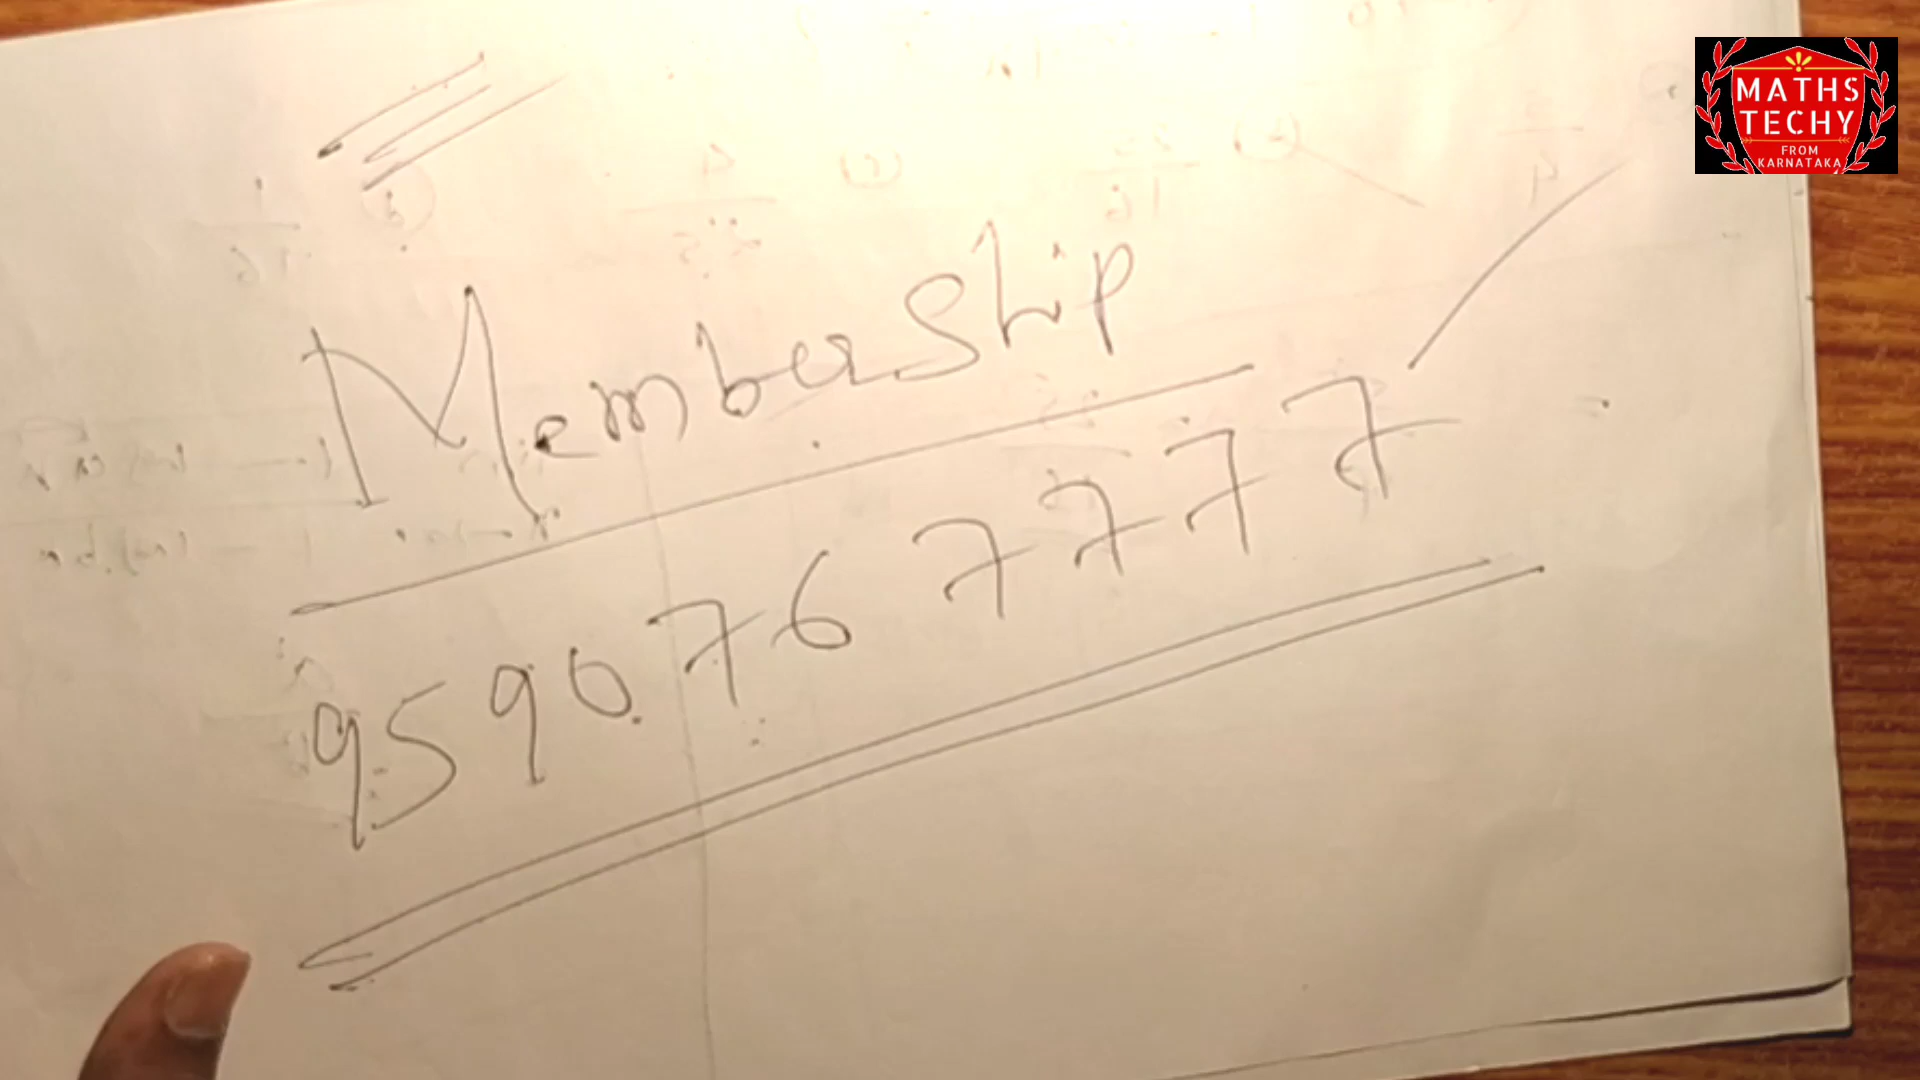 MATHS
TECHY
FROM
KARNATAKA
Membership
9590767777